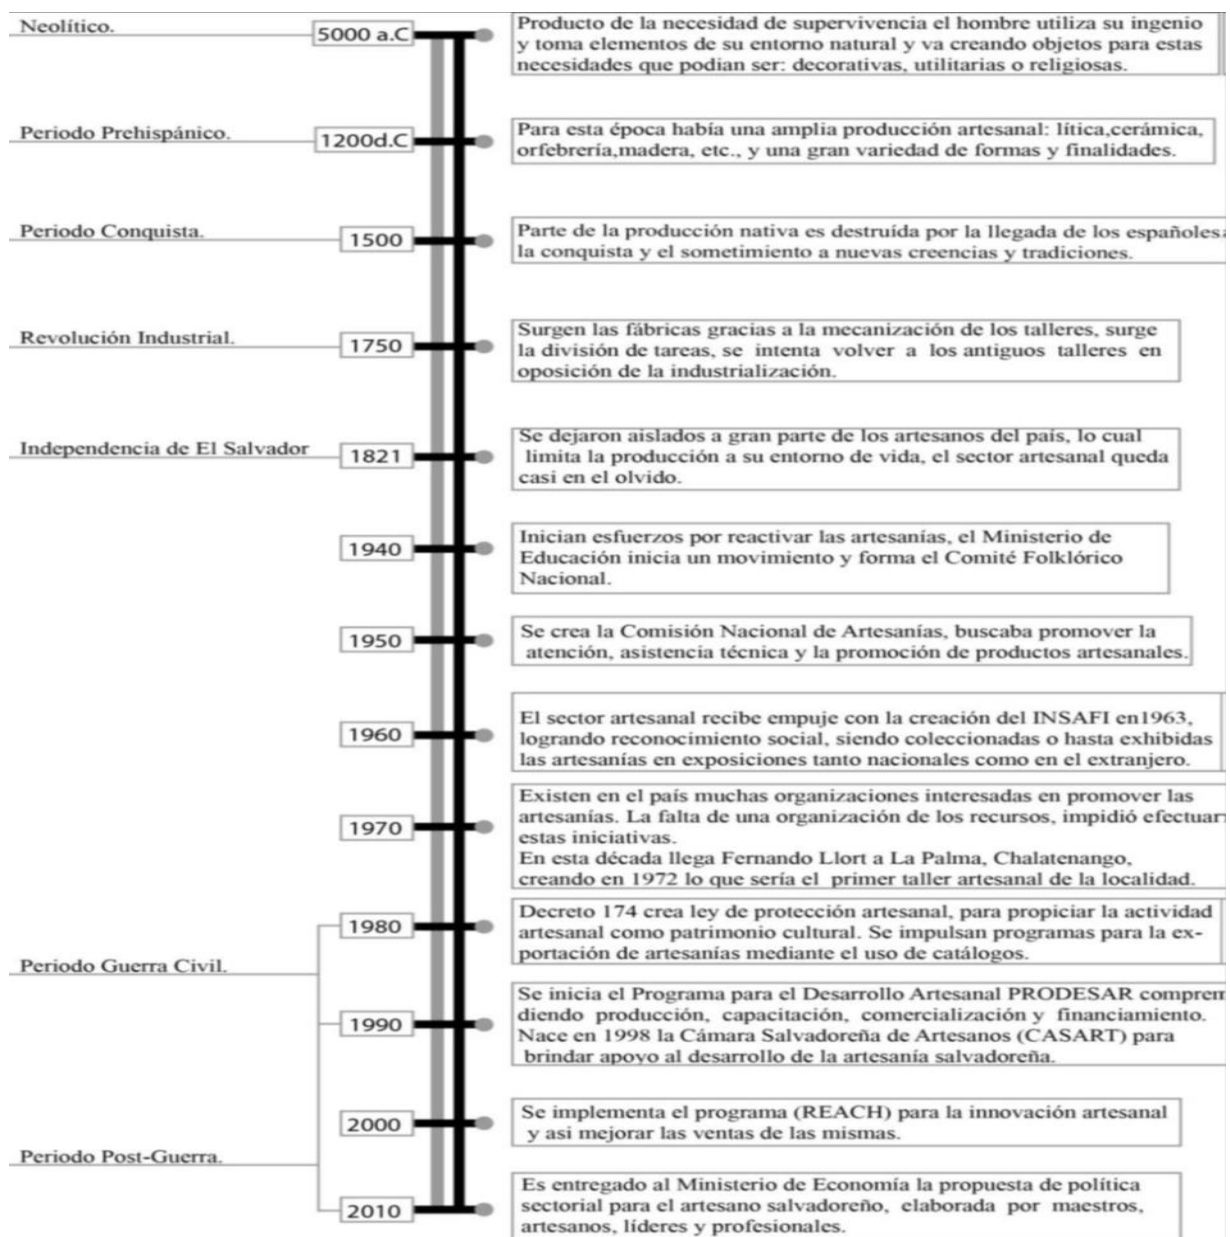 Neolítico.
5000 a.C
Producto de la necesidad de supervivencia el hombre utiliza su ingenio
y toma elementos de su entorno natural y va creando objetos para estas
necesidades que podian ser: decorativas, utilitarias o religiosas.
Periodo Prehispánico.
1200d.C
Para esta época había una amplia producción artesanal: lítica,cerámica,
orfebrería,madera, etc., y una gran variedad de formas y finalidades.
Periodo Conquista.
1500
Parte de la producción nativa es destruída por la llegada de los españoles
la conquista y el sometimiento a nuevas creencias y tradiciones.
Revolución Industrial.
1750
Surgen las fábricas gracias a la mecanización de los talleres, surge
la división de tareas, se intenta volver a los antiguos talleres en
oposición de la industrialización.
Independencia de El Salvador
1821
Se dejaron aislados a gran parte de los artesanos del país, lo cual
limita la producción a su entorno de vida, el sector artesanal queda
casi en el olvido.
1940
Inician esfuerzos por reactivar las artesanías, el Ministerio de
Educación inicia un movimiento y forma el Comité Folklórico
Nacional.
1950
Se crea la Comisión Nacional de Artesanías, buscaba promover la
atención, asistencia técnica y la promoción de productos artesanales.
1960
El sector artesanal recibe empuje con la creación del INSAFI en1963,
logrando reconocimiento social, siendo coleccionadas o hasta exhibidas
las artesanías en exposiciones tanto nacionales como en el extranjero.
1970
Existen en el país muchas organizaciones interesadas en promover las
artesanías. La falta de una organización de los recursos, impidió efectuar
estas iniciativas.
En esta década llega Fernando Llort a La Palma, Chalatenango,
creando en 1972 lo que sería el primer taller artesanal de la localidad.
Periodo Guerra Civil.
1980
Decreto 174 crea ley de protección artesanal, para propiciar la actividad
artesanal como patrimonio cultural. Se impulsan programas para la ex-
portación de artesanías mediante el uso de catálogos.
1990
Se inicia el Programa para el Desarrollo Artesanal PRODESAR compren
diendo producción, capacitación, comercialización y financiamiento.
Nace en 1998 la Cámara Salvadoreña de Artesanos (CASART) para
brindar apoyo al desarrollo de la artesanía salvadoreña.
Periodo Post-Guerra.
2000
Se implementa el programa (REACH) para la innovación artesanal
y asi mejorar las ventas de las mismas.
2010
Es entregado al Ministerio de Economía la propuesta de política
sectorial para el artesano salvadoreño, elaborada por maestros,
artesanos, líderes y profesionales.